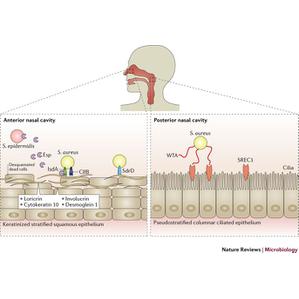 Anterior nasal cavity
S. epidermidis
Esp
S. aureus
Desquamated
dead cells
IsdA
ClfB
SdrD
• Loricrin • Involucrin
• Cytokeratin 10 • Desmoglein 1
Keratinized stratified squamous epithelium
Posterior nasal cavity
S. aureus
WTA
SREC1
Cilia
Pseudostratified columnar ciliated epithelium
Nature Reviews | Microbiology